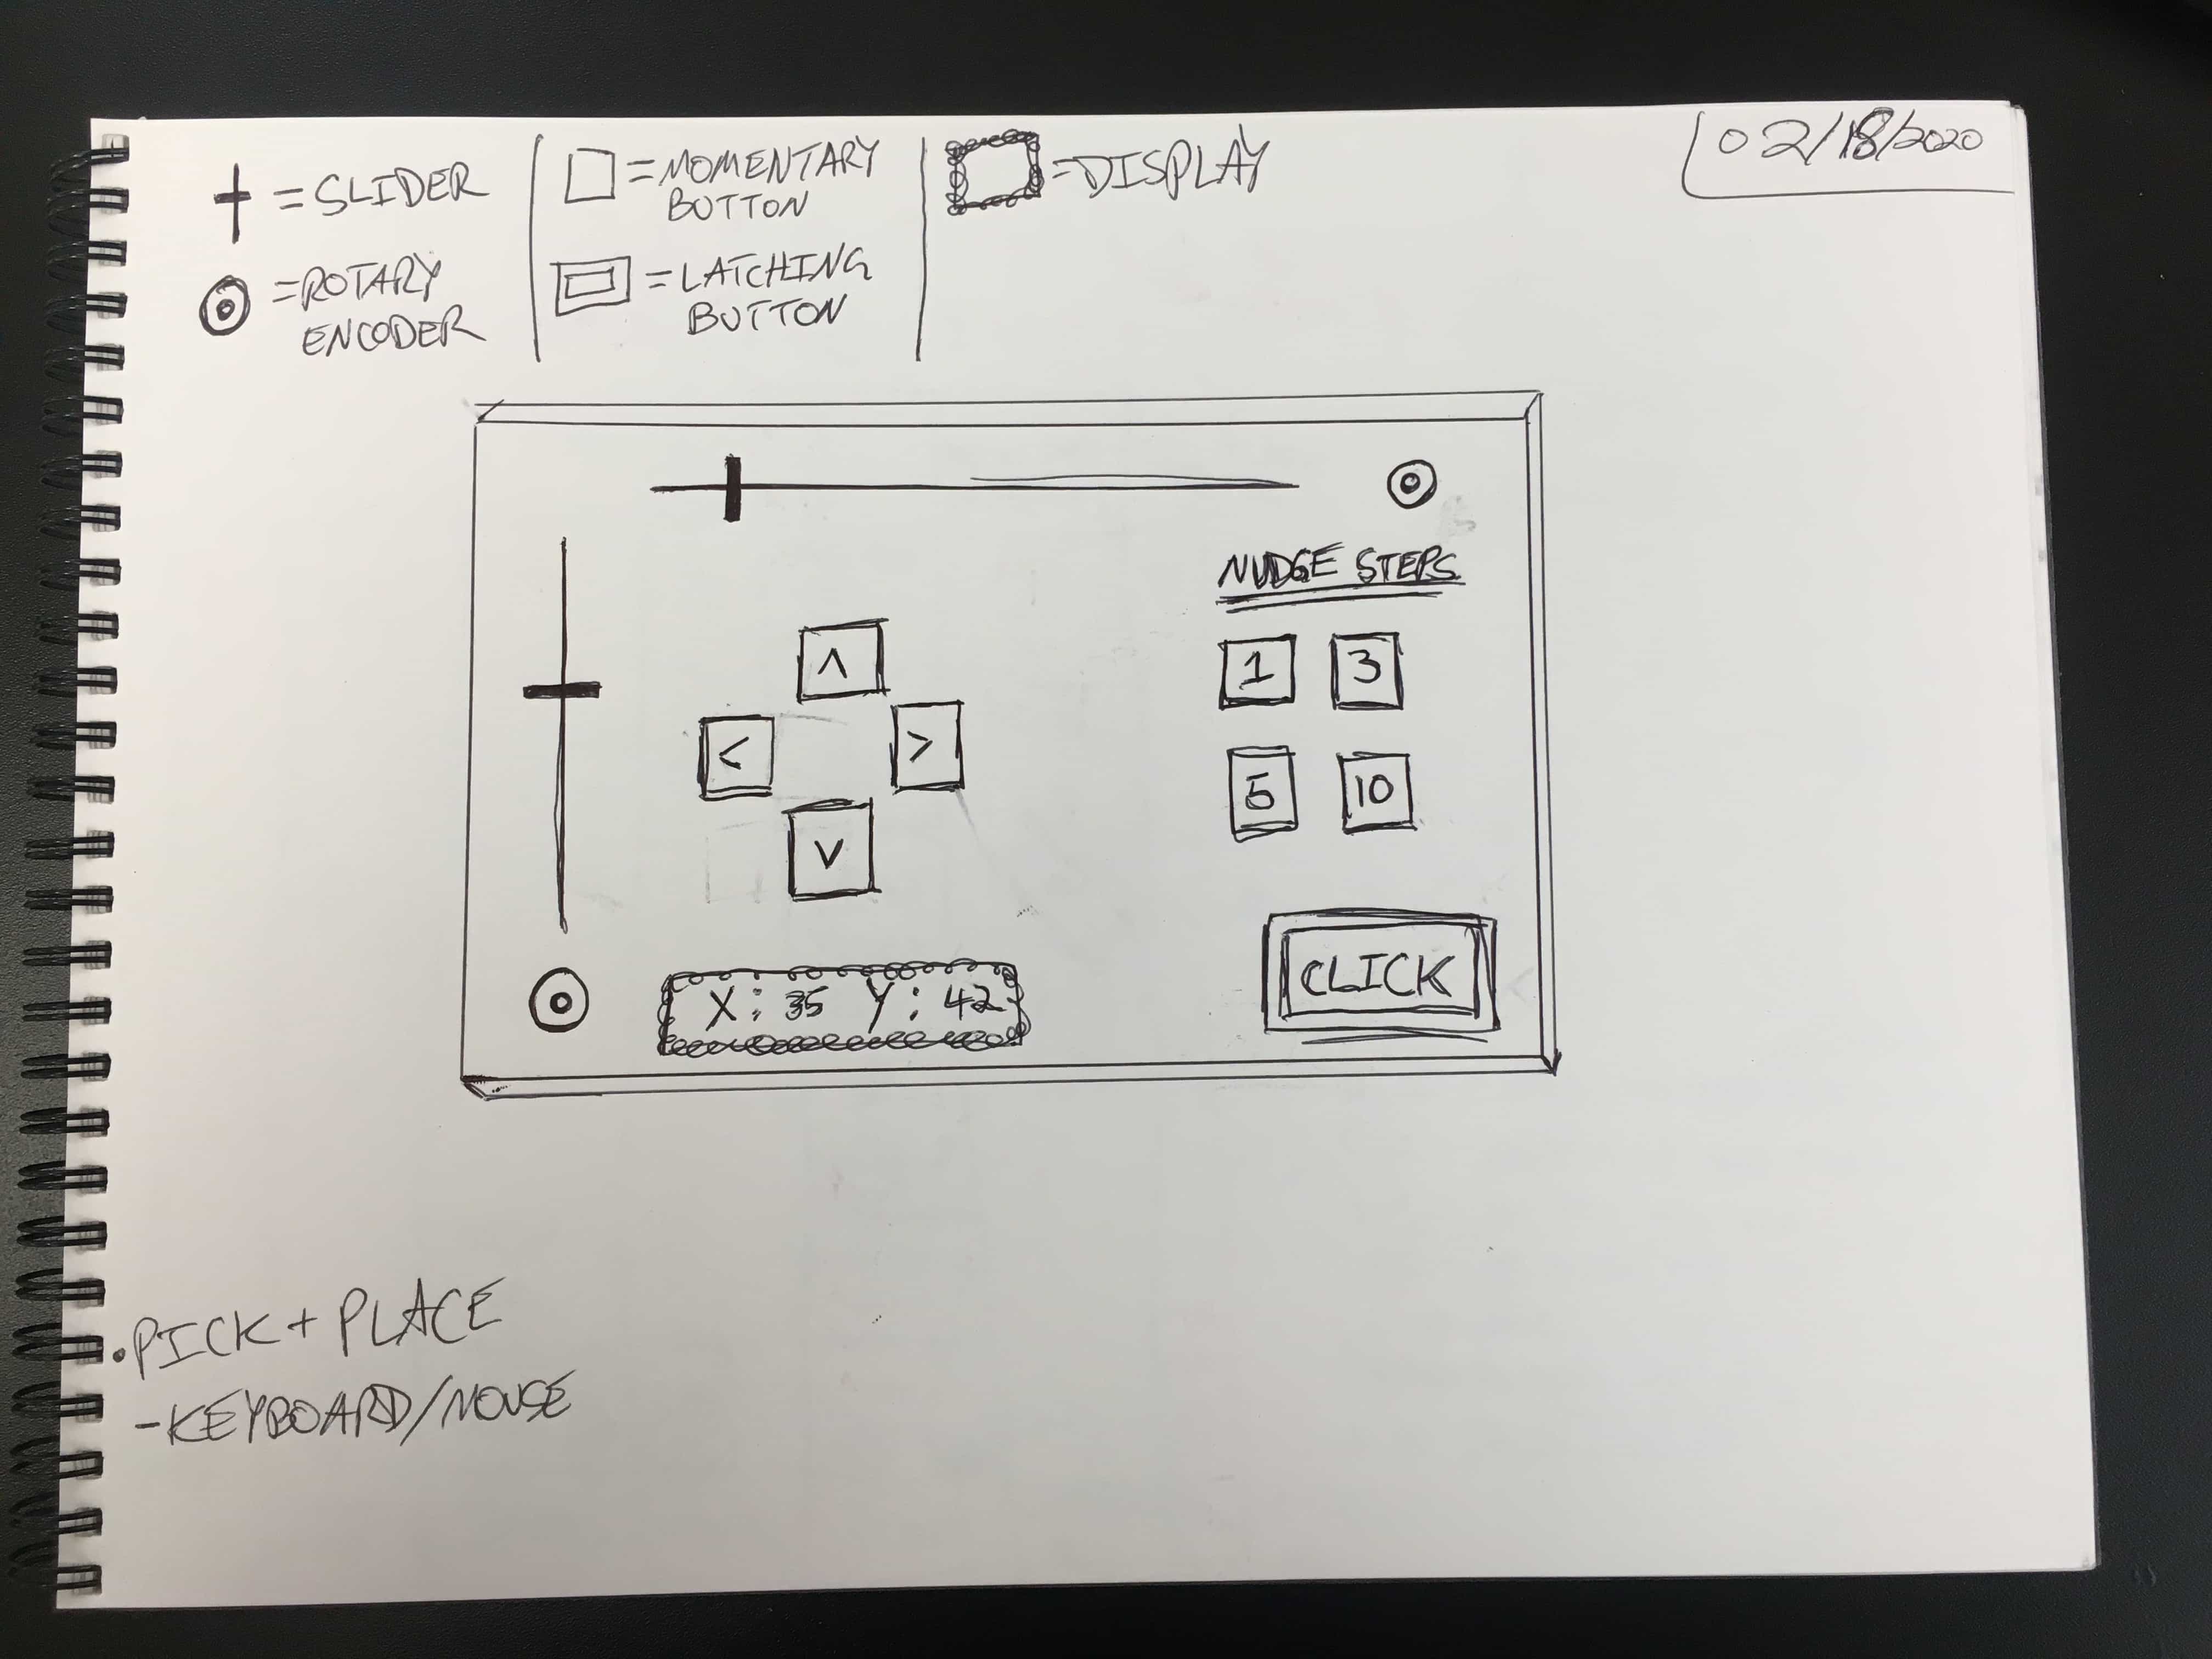 02/18/2020
= SLIDER
= ROTARY
ENCODER
= MOMENTARY
BUTTON
= LATCHING
BUTTON
= DISPLAY
NUDGE STEPS
1 3
5 10
^
< >
v
X: 35 Y: 42
CLICK
. PICK + PLACE
- KEYBOARD/MOUSE